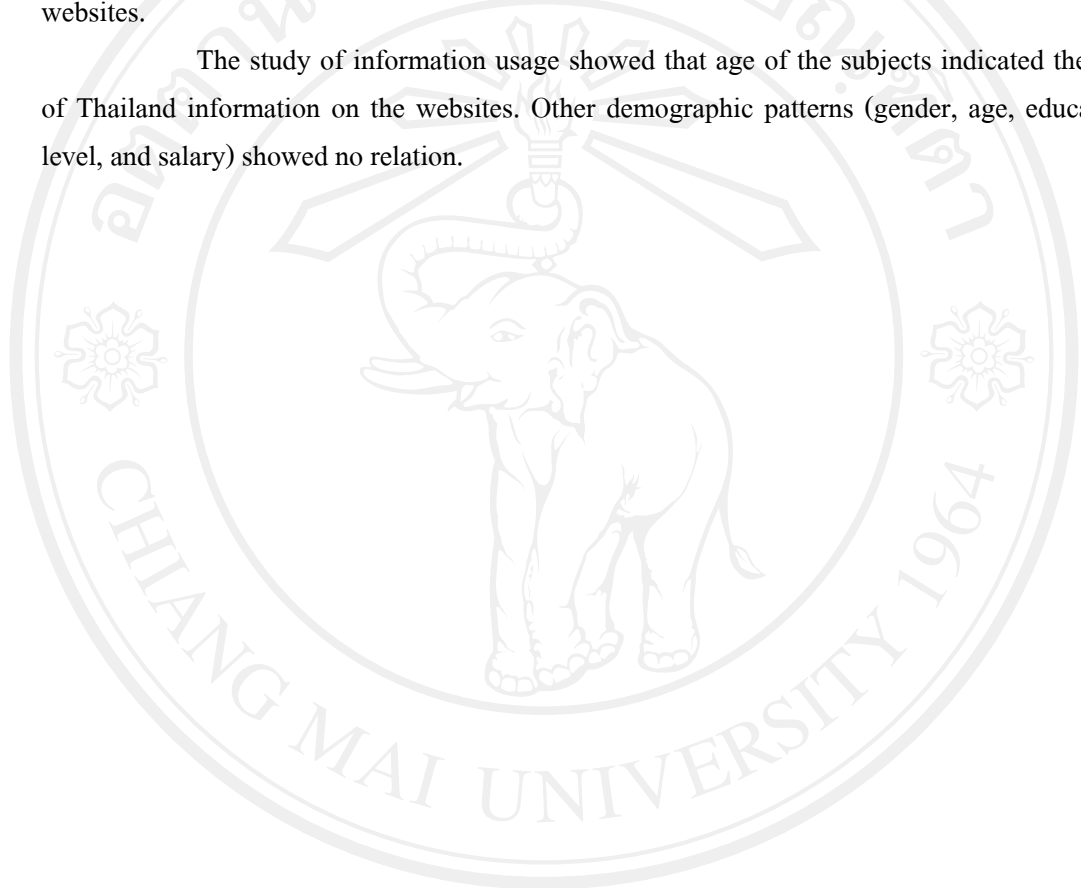 websites.
The study of information usage showed that age of the subjects indicated the
of Thailand information on the websites. Other demographic patterns (gender, age,
level, and salary) showed no relation.
CHIANG MAI UNIVERSITY 1964